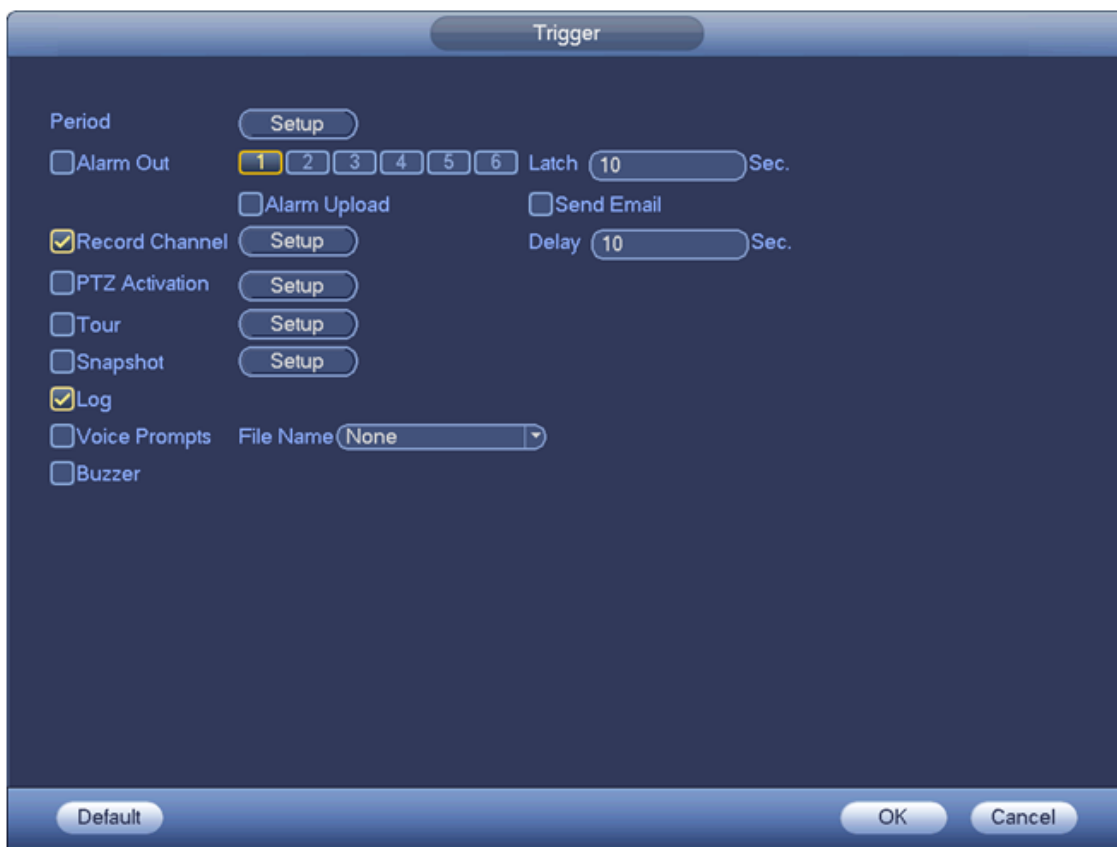 Trigger
Period Setup
Alarm Out 1 2 3 4 5 6 Latch 10 Sec.
Alarm Upload Send Email
Record Channel Setup Delay 10 Sec.
PTZ Activation Setup
Tour Setup
Snapshot Setup
Log
Voice Prompts File Name None
Buzzer
Default OK Cancel